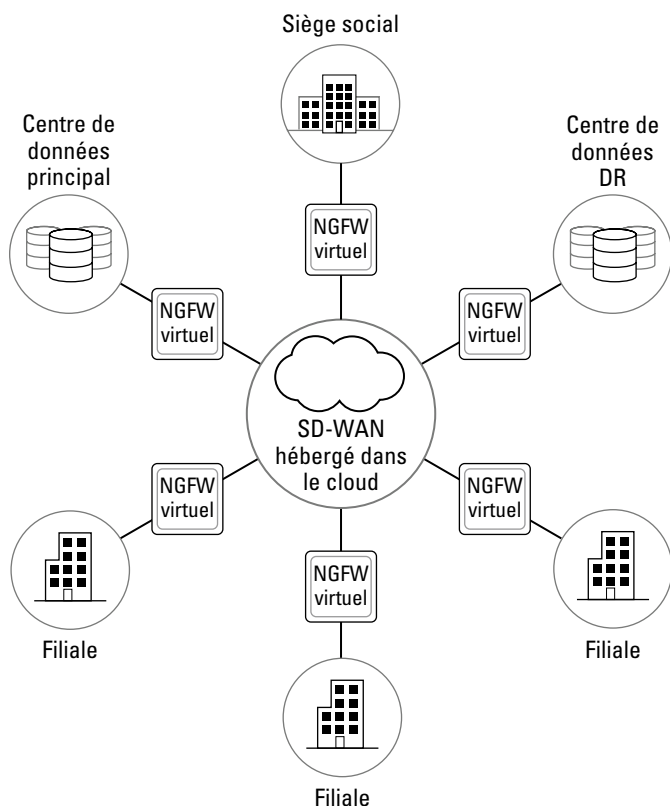 Siège social
Centre de
données
principal
Centre de
données
DR
NGFW
virtuel
NGFW
virtuel
NGFW
virtuel
SD-WAN
hébergé dans
le cloud
NGFW
virtuel
NGFW
virtuel
NGFW
virtuel
Filiale
Filiale
Filiale